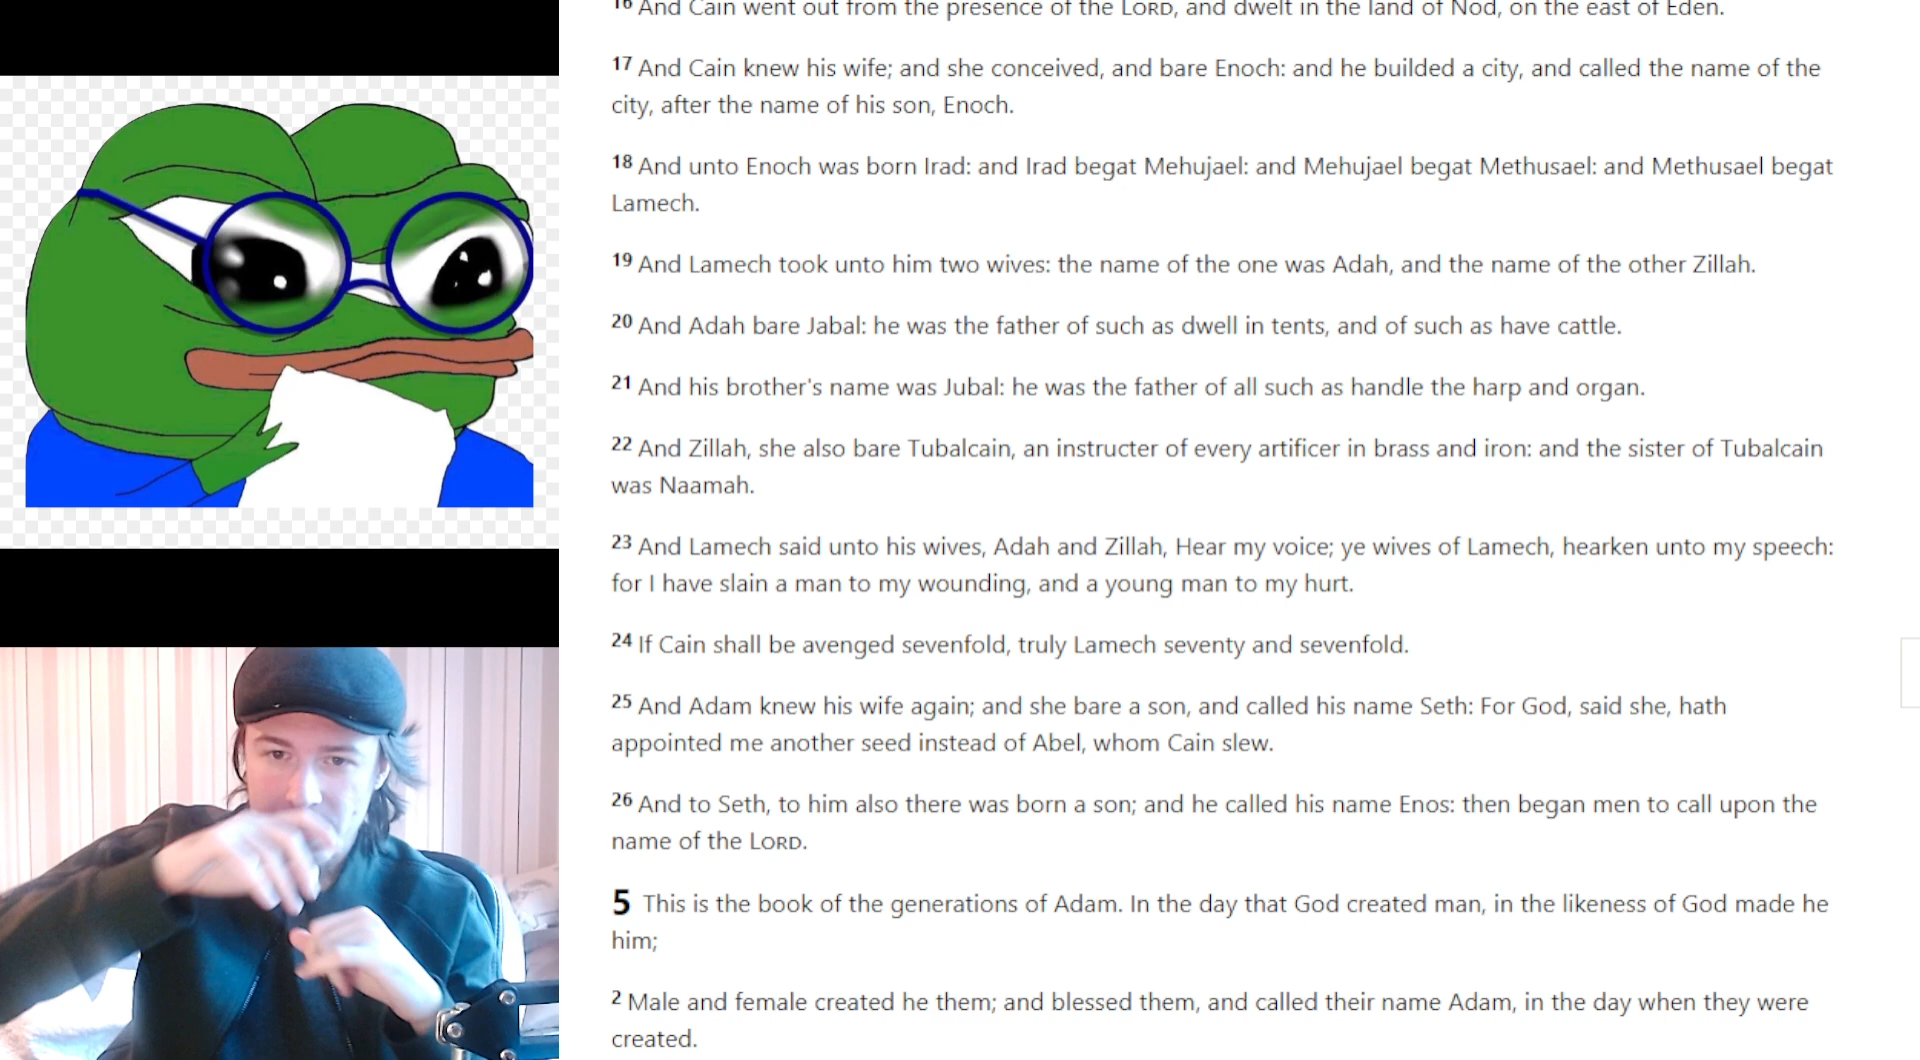 16 And Cain went out from the presence of the LORD, and dwelt in the land of Nod, on the east of Eden.
17 And Cain knew his wife; and she conceived, and bare Enoch: and he builded a city, and called the name of the
city, after the name of his son, Enoch.
18 And unto Enoch was born Irad: and Irad begat Mehujael: and Mehujael begat Methusael: and Methusael begat
Lamech.
19 And Lamech took unto him two wives: the name of the one was Adah, and the name of the other Zillah.
20 And Adah bare Jabal: he was the father of such as dwell in tents, and of such as have cattle.
21 And his brother's name was Jubal: he was the father of all such as handle the harp and organ.
22 And Zillah, she also bare Tubalcain, an instructer of every artificer in brass and iron: and the sister of Tubalcain
was Naamah.
23 And Lamech said unto his wives, Adah and Zillah, Hear my voice; ye wives of Lamech, hearken unto my speech:
for I have slain a man to my wounding, and a young man to my hurt.
24 If Cain shall be avenged sevenfold, truly Lamech seventy and sevenfold.
25 And Adam knew his wife again; and she bare a son, and called his name Seth: For God, said she, hath
appointed me another seed instead of Abel, whom Cain slew.
26 And to Seth, to him also there was born a son; and he called his name Enos: then began men to call upon the
name of the LORD.
5 This is the book of the generations of Adam. In the day that God created man, in the likeness of God made he
him;
2 Male and female created he them; and blessed them, and called their name Adam, in the day when they were
created.